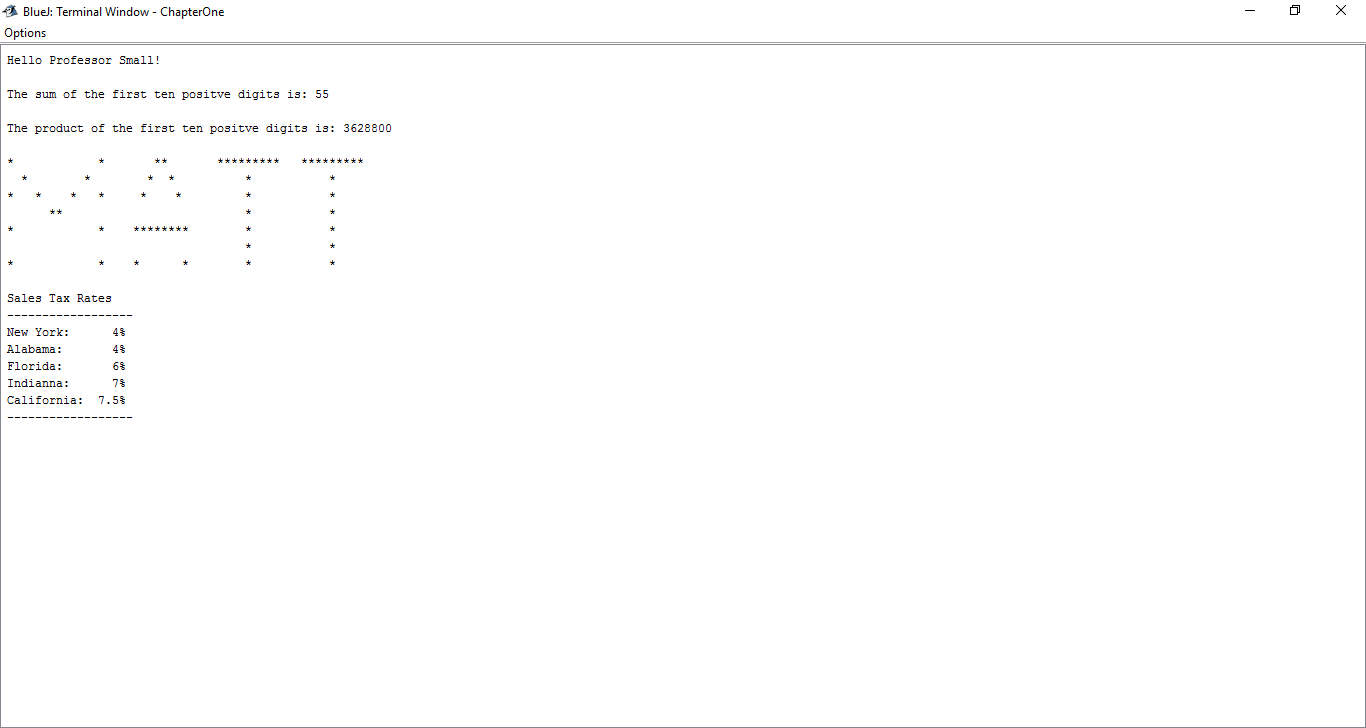 BlueJ: Terminal Window - ChapterOne
Options
Hello Professor Small!
The sum of the first ten positve digits is: 55
The product of the first ten positve digits is: 3628800
*            *       **       *********   *********
  *        *        * *          *           *
*   *    *   *     *    *         *           *
      **                          *           *
*            *    ********        *           *
                                  *           *
*            *    *      *        *           *
Sales Tax Rates
------------------
New York:      4%
Alabama:       4%
Florida:       6%
Indianna:      7%
California:  7.5%
------------------